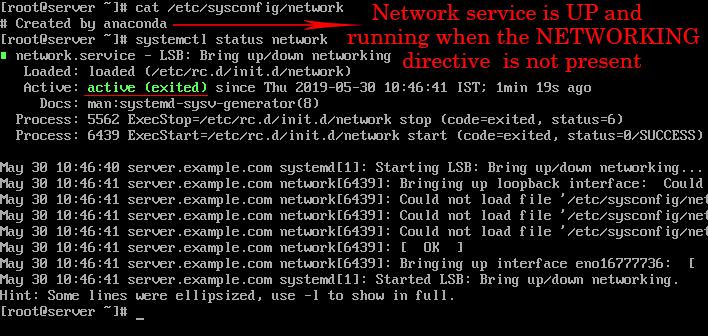 [root@server ~]# cat /etc/sysconfig/network
# Created by anaconda
[root@server ~]# systemctl status network
network.service - LSB: Bring up/down networking
Loaded: loaded (/etc/rc.d/init.d/network)
Active: active (exited) since Thu 2019-05-30 10:46:41 IST; 1min 19s ago
Docs: man:systemd-sysv-generator(8)
Process: 5562 ExecStop=/etc/rc.d/init.d/network stop (code=exited, status=6)
Process: 6439 ExecStart=/etc/rc.d/init.d/network start (code=exited, status=0/SUCCESS)
May 30 10:46:40 server.example.com systemd[1]: Starting LSB: Bring up/down networking...
May 30 10:46:41 server.example.com network[6439]: Bringing up loopback interface:  Could
May 30 10:46:41 server.example.com network[6439]: Could not load file '/etc/sysconfig/net
May 30 10:46:41 server.example.com network[6439]: Could not load file '/etc/sysconfig/net
May 30 10:46:41 server.example.com network[6439]: Could not load file '/etc/sysconfig/net
May 30 10:46:41 server.example.com network[6439]: [  OK  ]
May 30 10:46:41 server.example.com network[6439]: Bringing up interface eno16777736:  [
May 30 10:46:41 server.example.com systemd[1]: Started LSB: Bring up/down networking.
Hint: Some lines were ellipsized, use -l to show in full.
[root@server ~]# _
Network service is UP and
running when the NETWORKING
directive is not present